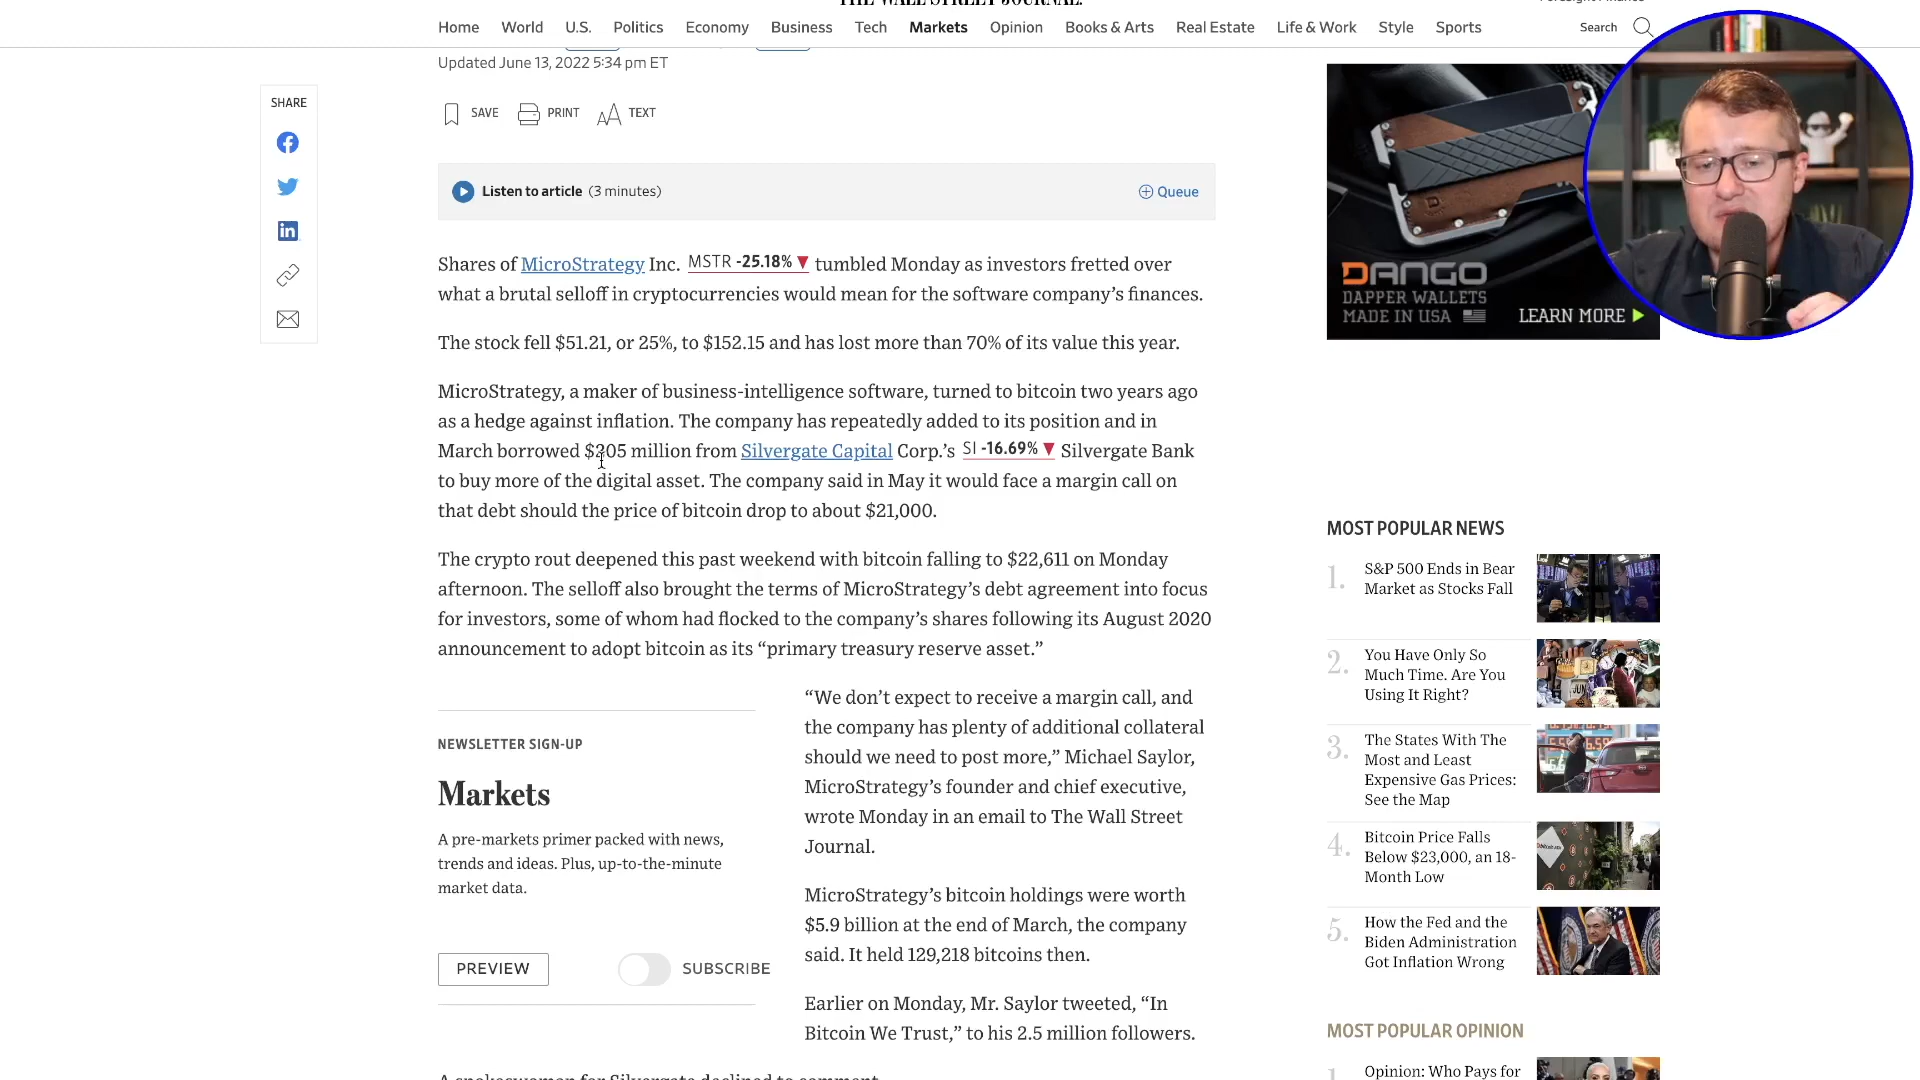 THE WALL STREET JOURNAL.
Home World U.S. Politics Economy Business Tech Markets Opinion Books & Arts Real Estate Life & Work Style Sports
Search
Updated June 13, 2022 5:34 pm ET
SHARE
SAVE PRINT TEXT
Listen to article (3 minutes)
Queue
Shares of MicroStrategy Inc. MSTR -25.18% tumbled Monday as investors fretted over
what a brutal selloff in cryptocurrencies would mean for the software company’s finances.
The stock fell $51.21, or 25%, to $152.15 and has lost more than 70% of its value this year.
MicroStrategy, a maker of business-intelligence software, turned to bitcoin two years ago
as a hedge against inflation. The company has repeatedly added to its position and in
March borrowed $205 million from Silvergate Capital Corp.’s SI -16.69% Silvergate Bank
to buy more of the digital asset. The company said in May it would face a margin call on
that debt should the price of bitcoin drop to about $21,000.
The crypto rout deepened this past weekend with bitcoin falling to $22,611 on Monday
afternoon. The selloff also brought the terms of MicroStrategy’s debt agreement into focus
for investors, some of whom had flocked to the company’s shares following its August 2020
announcement to adopt bitcoin as its “primary treasury reserve asset.”
NEWSLETTER SIGN-UP
Markets
A pre-markets primer packed with news,
trends and ideas. Plus, up-to-the-minute
market data.
PREVIEW
SUBSCRIBE
“We don’t expect to receive a margin call, and
the company has plenty of additional collateral
should we need to post more,” Michael Saylor,
MicroStrategy’s founder and chief executive,
wrote Monday in an email to The Wall Street
Journal.
MicroStrategy’s bitcoin holdings were worth
$5.9 billion at the end of March, the company
said. It held 129,218 bitcoins then.
Earlier on Monday, Mr. Saylor tweeted, “In
Bitcoin We Trust,” to his 2.5 million followers.
A spokeswoman for Silvergate declined to comment.
DANGO
DAPPER WALLETS
MADE IN USA
LEARN MORE
MOST POPULAR NEWS
1.
S&P 500 Ends in Bear
Market as Stocks Fall
2.
You Have Only So
Much Time. Are You
Using It Right?
3.
The States With The
Most and Least
Expensive Gas Prices:
See the Map
4.
Bitcoin Price Falls
Below $23,000, an 18-
Month Low
5.
How the Fed and the
Biden Administration
Got Inflation Wrong
MOST POPULAR OPINION
1.
Opinion: Who Pays for